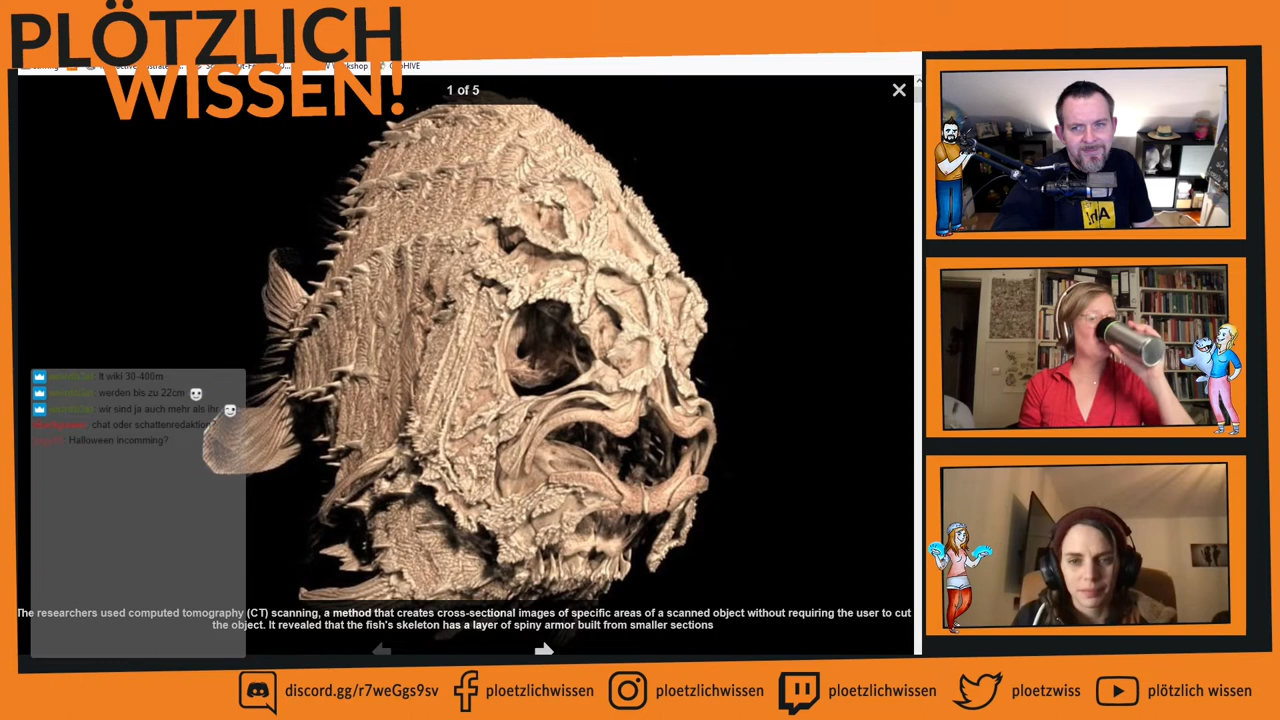 PLÖTZLICH
WISSEN!
1 of 5
: lt wiki 30-400m
: werden bis zu 22cm
: wir sind ja auch mehr als ihr
: chat oder schattenredaktion
: Halloween incomming?
The researchers used computed tomography (CT) scanning, a method that creates cross-sectional images of specific areas of a scanned object without requiring the user to cut
the object. It revealed that the fish's skeleton has a layer of spiny armor built from smaller sections
discord.gg/r7weGgs9sv
ploetzlichwissen
ploetzlichwissen
ploetzlichwissen
ploetzwiss
plötzlich wissen